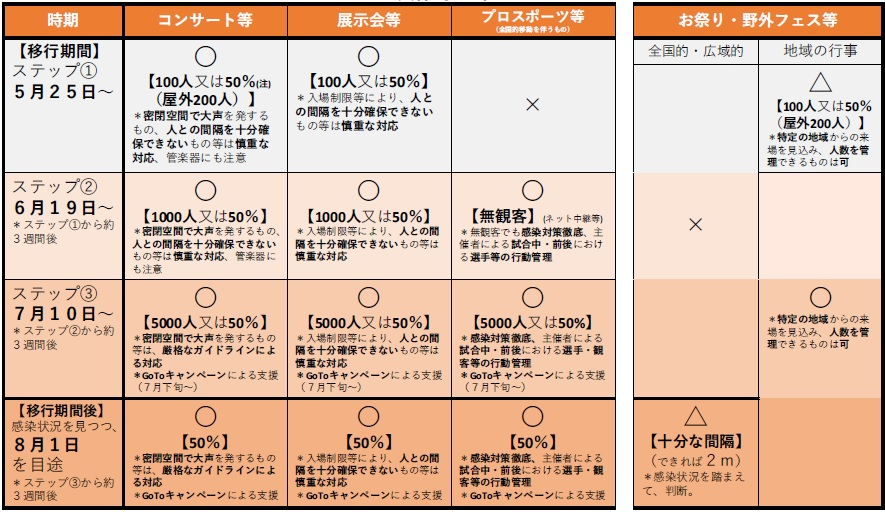 時期
コンサート等
展示会等
プロスポーツ等
(全国的移動を伴うもの)
お祭り・野外フェス等
全国的・広域的
地域の行事
【移行期間】
ステップ①
5月25日～
○
【100人又は50%(注)
（屋外200人）】
＊密閉空間で大声を発する
もの、人との間隔を十分確
保できないもの等は慎重な
対応、管楽器にも注意
○
【100人又は50%】
＊入場制限等により、人と
の間隔を十分確保できない
もの等は慎重対応
×
△
【100人又は50%
（屋外200人）】
＊特定の地域からの来
場を見込み、人数を管
理できるものは可
ステップ②
6月19日～
＊ステップ①から約
3週間後
○
【1000人又は50%】
＊密閉空間で大声を発するもの、
人との間隔を十分確保できない
もの等は慎重な対応、管楽器に
も注意
○
【1000人又は50%】
＊入場制限等により、人との間
隔を十分確保できないもの等は
慎重対応
○
【無観客】(ネット中継等)
＊無観客でも感染対策徹底、主
催者による試合中・前後におけ
る選手等の行動管理
×
ステップ③
7月10日～
＊ステップ②から約
3週間後
○
【5000人又は50%】
＊密閉空間で大声を発するもの
等は、厳格なガイドラインによ
る対応
＊GoToキャンペーンによる支援
（7月下旬～）
○
【5000人又は50%】
＊入場制限等により、人との間
隔を十分確保できないもの等は
慎重な対応
＊GoToキャンペーンによる支援
（7月下旬～）
○
【5000人又は50%】
＊感染対策徹底、主催者による
試合中・前後における選手・観
客等の行動管理
＊GoToキャンペーンによる支援
（7月下旬～）
○
＊特定の地域からの来
場を見込み、人数を管
理できるものは可
【移行期間後】
感染状況を見つつ、
8月1日
を目途
＊ステップ③から約
3週間後
○
【50%】
＊密閉空間で大声を発するもの
等は、厳格なガイドラインによ
る対応
＊GoToキャンペーンによる支援
○
【50%】
＊入場制限等により、人との間
隔を十分確保できないもの等は
慎重な対応
＊GoToキャンペーンによる支援
○
【50%】
＊感染対策徹底、主催者による
試合中・前後における選手・観
客等の行動管理
＊GoToキャンペーンによる支援
△
【十分な間隔】
（できれば2m）
＊感染状況を踏まえ
て、判断。